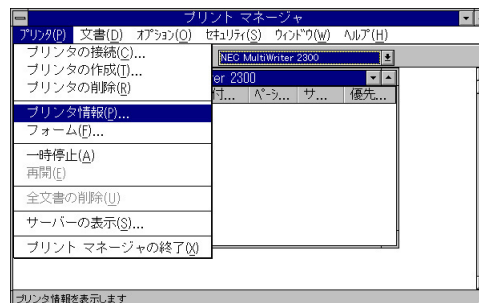 プリント マネージャ
プリンタ(P) 文書(D) オプション(O) セキュリティ(S) ウィンドウ(W) ヘルプ(H)
プリンタの接続(C)...
プリンタの作成(T)...
プリンタの削除(R)
プリンタ情報(P)...
フォーム(F)...
一時停止(A)
再開(E)
全文書の削除(U)
サーバーの表示(S)...
プリント マネージャの終了(X)
NEC MultiWriter 2300
er 2300
付... ページ... サ... 優先...
プリンタ情報を表示します